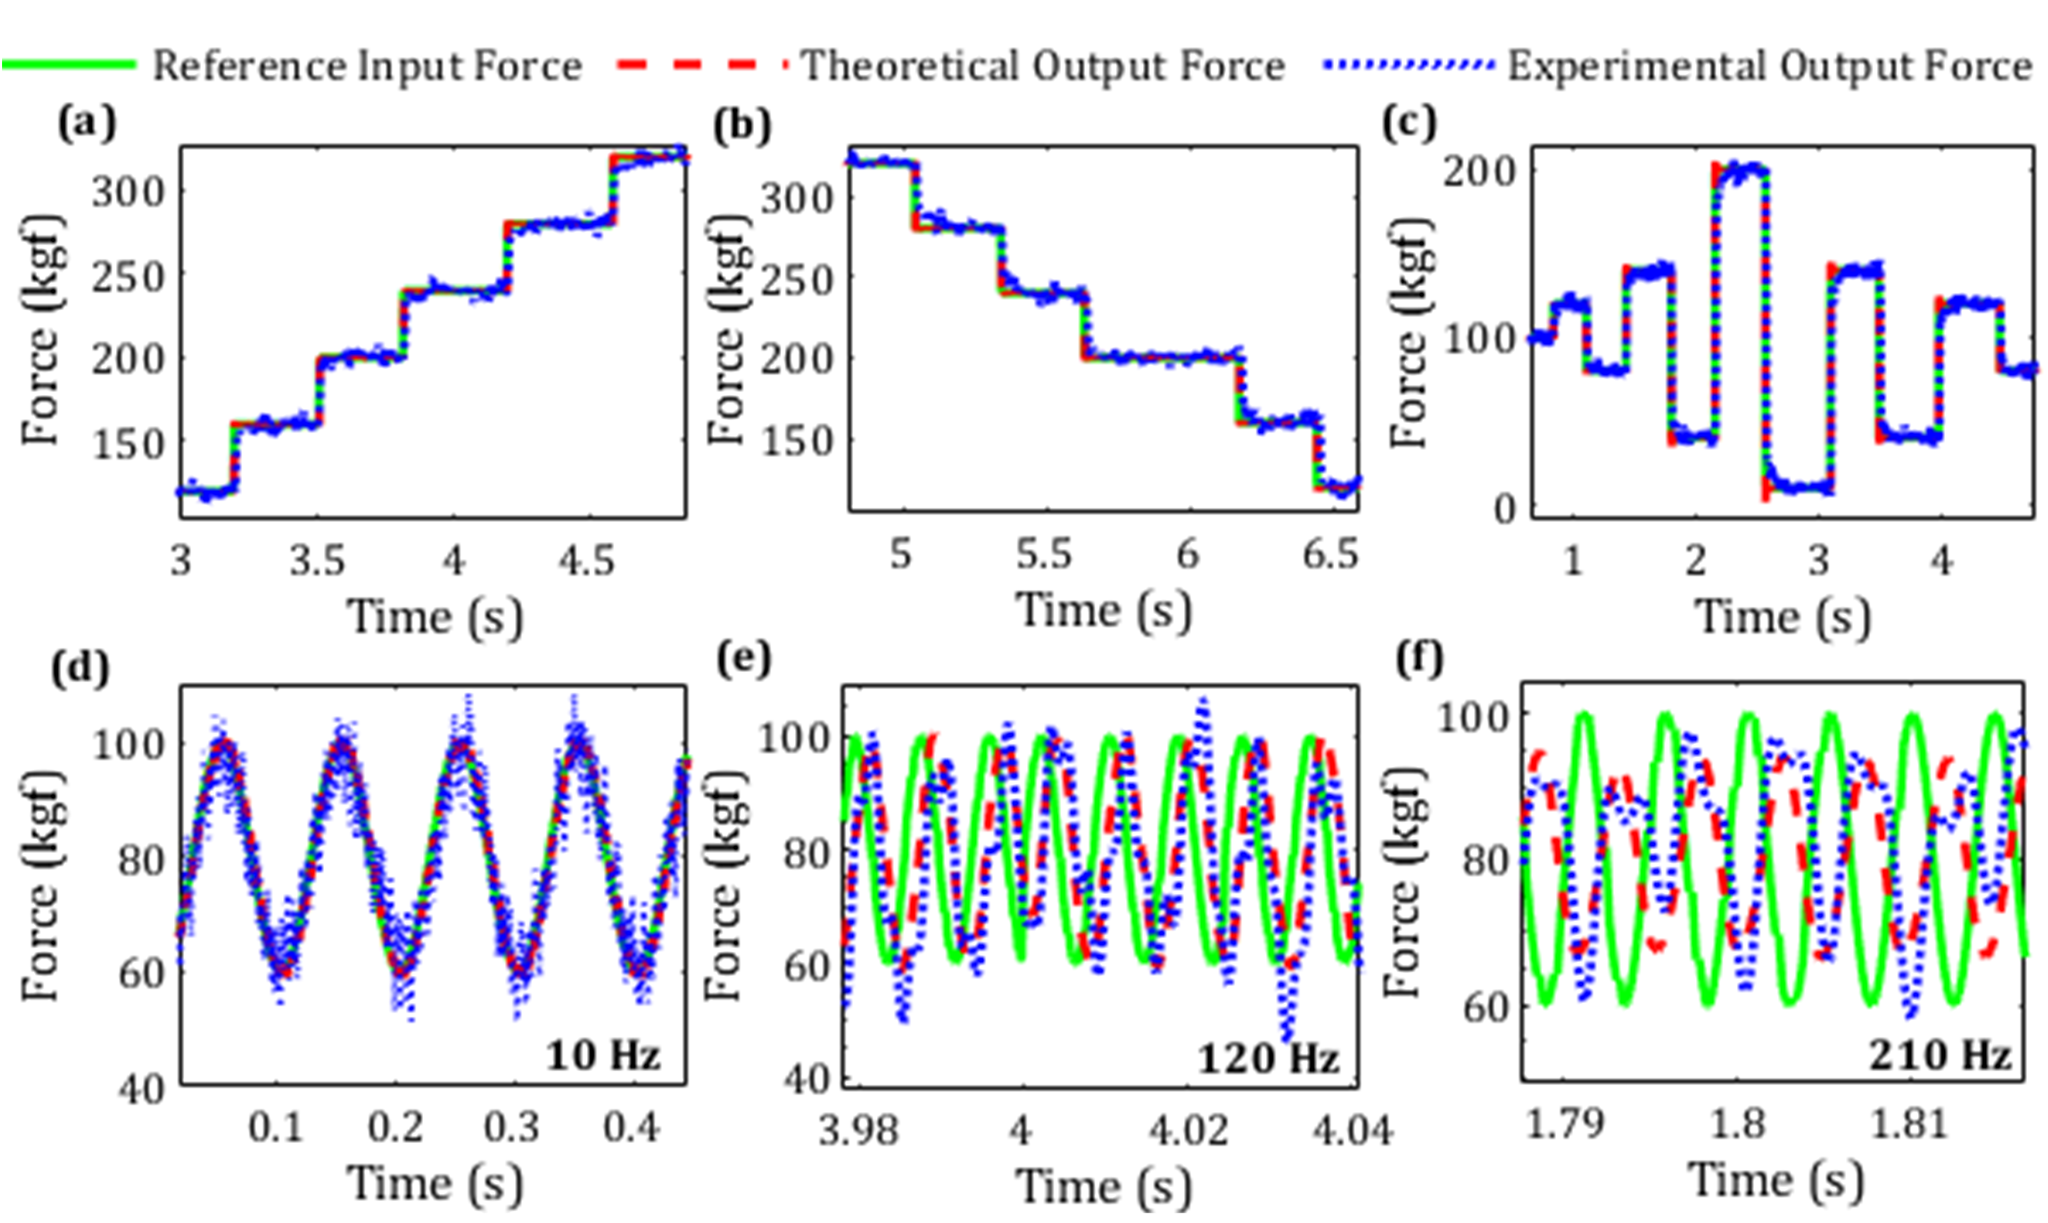 Reference Input Force Theoretical Output Force Experimental Output Force
(a) (b) (c)
Force (kgf)
300
250
200
150
3 3.5 4 4.5
Time (s)
Force (kgf)
300
250
200
150
5 5.5 6 6.5
Time (s)
Force (kgf)
200
100
0
1 2 3 4
Time (s)
(d) (e) (f)
Force (kgf)
100
80
60
40
10 Hz
0.1 0.2 0.3 0.4
Time (s)
Force (kgf)
100
80
60
40
120 Hz
3.98 4 4.02 4.04
Time (s)
Force (kgf)
100
80
60
210 Hz
1.79 1.8 1.81
Time (s)